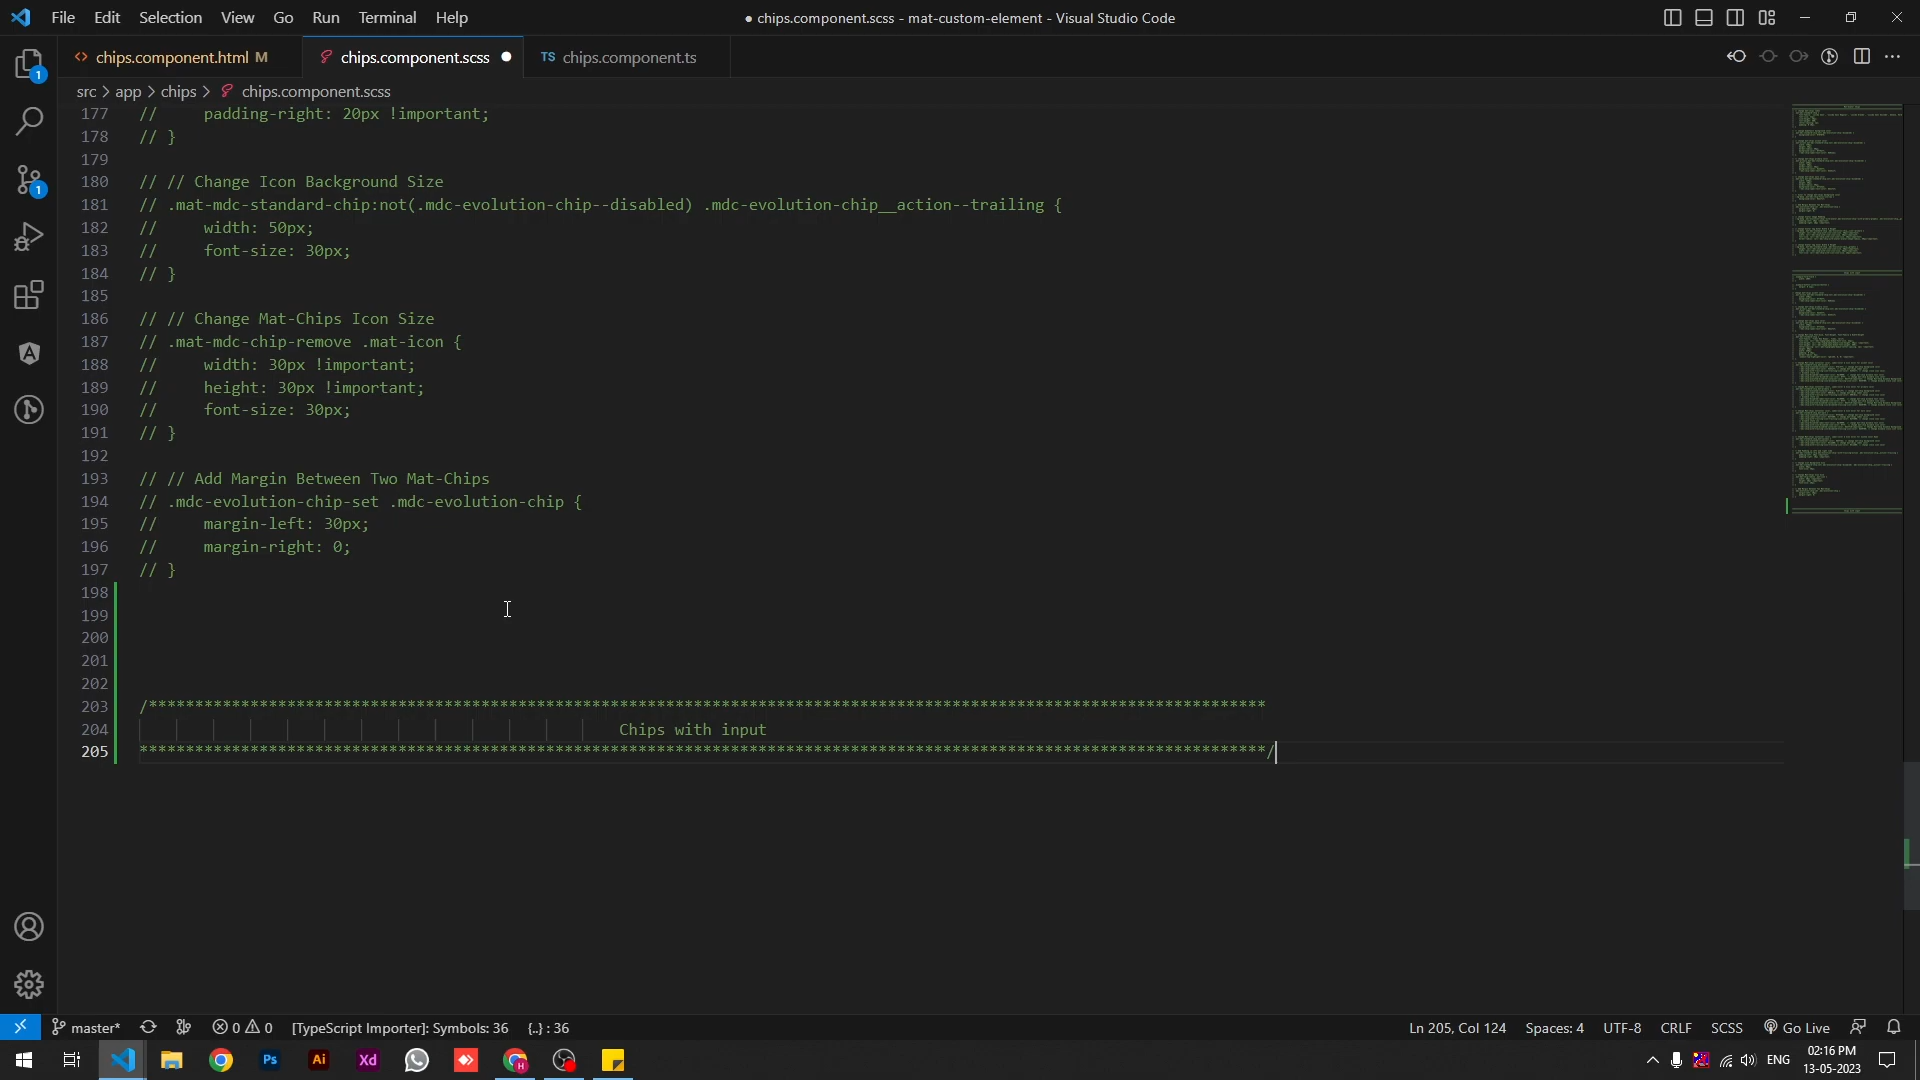 File Edit Selection View Go Run Terminal Help
● chips.component.scss - mat-custom-element - Visual Studio Code
chips.component.html M
chips.component.scss
TS chips.component.ts
src > app > chips > chips.component.scss
177 //     padding-right: 20px !important;
178 // }
179
180 // // Change Icon Background Size
181 // .mat-mdc-standard-chip:not(.mdc-evolution-chip--disabled) .mdc-evolution-chip__action--trailing {
182 //     width: 50px;
183 //     font-size: 30px;
184 // }
185
186 // // Change Mat-Chips Icon Size
187 // .mat-mdc-chip-remove .mat-icon {
188 //     width: 30px !important;
189 //     height: 30px !important;
190 //     font-size: 30px;
191 // }
192
193 // // Add Margin Between Two Mat-Chips
194 // .mdc-evolution-chip-set .mdc-evolution-chip {
195 //     margin-left: 30px;
196 //     margin-right: 0;
197 // }
198
199
200
201
202
203 /*************************************************************************************************************************
204 Chips with input
205 **************************************************************************************************************************/
1
1
master* 0 0 [TypeScript Importer]: Symbols: 36 {..} : 36
Ln 205, Col 124 Spaces: 4 UTF-8 CRLF SCSS Go Live
Ps Ai Xd H
ENG
02:16 PM
13-05-2023